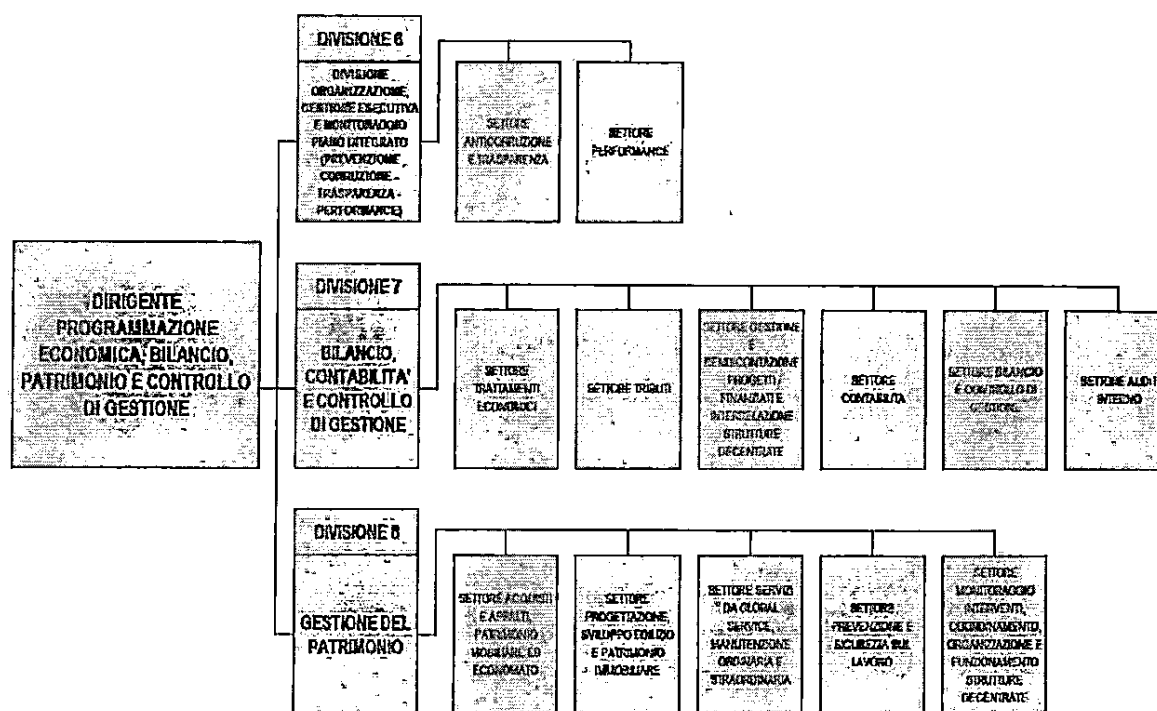 DIVISIONE 6
DIVISIONE
ORGANIZZAZIONE,
GESTIONE ESECUTIVA
E MONITORAGGIO
PIANO INTEGRATO
(PREVENZIONE
CORRUZIONE -
TRASPARENZA -
PERFORMANCE)
SETTORE
ANTICORRUZIONE
E TRASPARENZA
SETTORE
PERFORMANCE
DIRIGENTE
PROGRAMMAZIONE
ECONOMICA, BILANCIO,
PATRIMONIO E CONTROLLO
DI GESTIONE
DIVISIONE 7
BILANCIO,
CONTABILITA'
E CONTROLLO
DI GESTIONE
SETTORE
TRATTAMENTI
ECONOMICI
SETTORE TRIBUTI
SETTORE GESTIONE
E
RENDICONTAZIONE
PROGETTI
FINANZIATI E
INTERRELAZIONE
STRUTTURE
DECENTRATE
SETTORE
CONTABILITA
SETTORE BILANCIO
E CONTROLLO DI
GESTIONE
SETTORE AUDIT
INTERNO
DIVISIONE
GESTIONE DEL
PATRIMONIO
SETTORE ACQUISTI
E APPALTI,
PATRIMONIO
MOBILIARE ED
ECONOMATO
SETTORE
PROGETTAZIONE,
SVILUPPO EDILIZIO
E PATRIMONIO
IMMOBILIARE
SETTORE SERVIZI
DA GLOBAL
SERVICE,
MANUTENZIONE
ORDINARIA E
STRAORDINARIA
SETTORE
PREVENZIONE E
SICUREZZA SUL
LAVORO
SETTORE
MONITORAGGIO
INTERVENTI,
COORDINAMENTO,
ORGANIZZAZIONE E
FUNZIONAMENTO
STRUTTURE
DECENTRATE